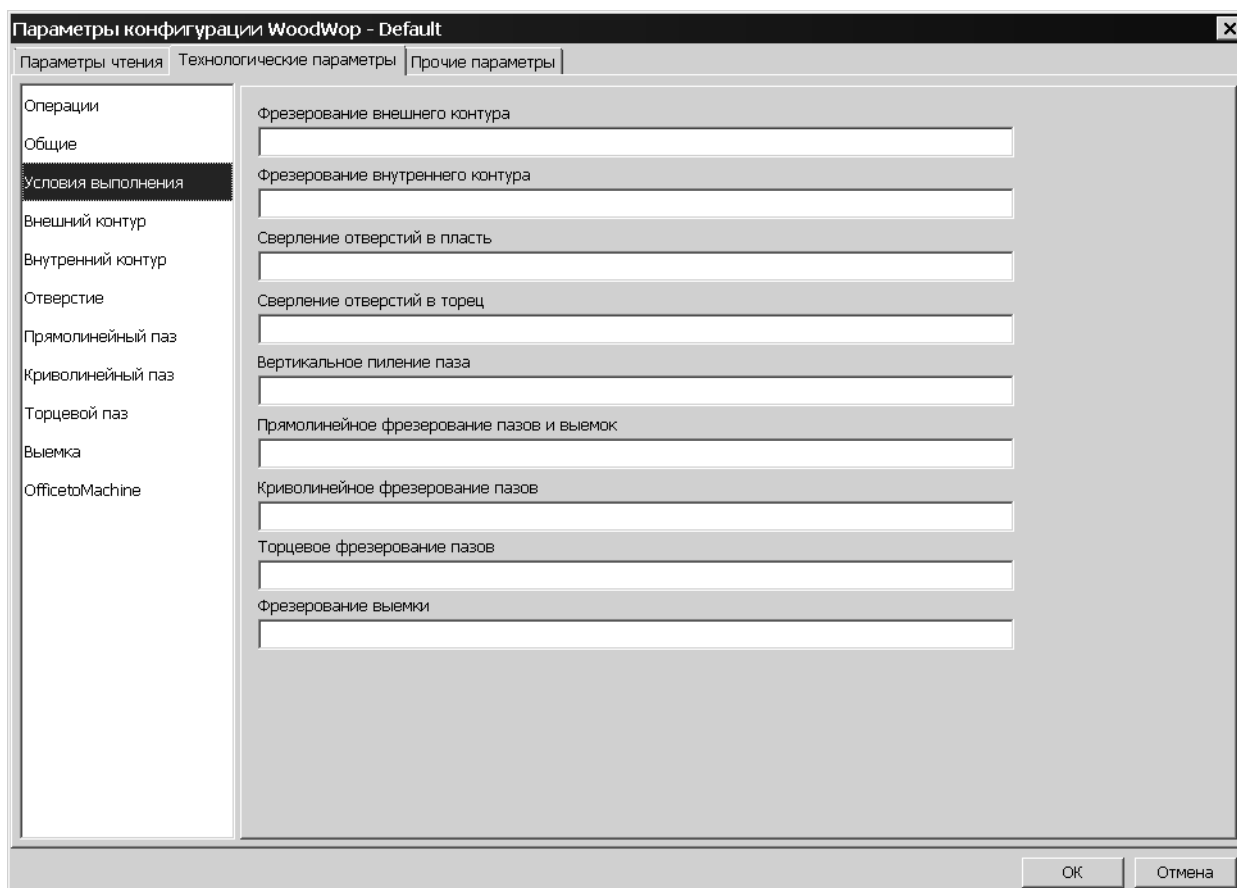 Параметры конфигурации WoodWop - Default
Параметры чтения Технологические параметры Прочие параметры
Операции
Общие
Условия выполнения
Внешний контур
Внутренний контур
Отверстие
Прямолинейный паз
Криволинейный паз
Торцевой паз
Выемка
OfficetoMachine
Фрезерование внешнего контура
Фрезерование внутреннего контура
Сверление отверстий в пласть
Сверление отверстий в торец
Вертикальное пиление паза
Прямолинейное фрезерование пазов и выемок
Криволинейное фрезерование пазов
Торцевое фрезерование пазов
Фрезерование выемки
ОК Отмена